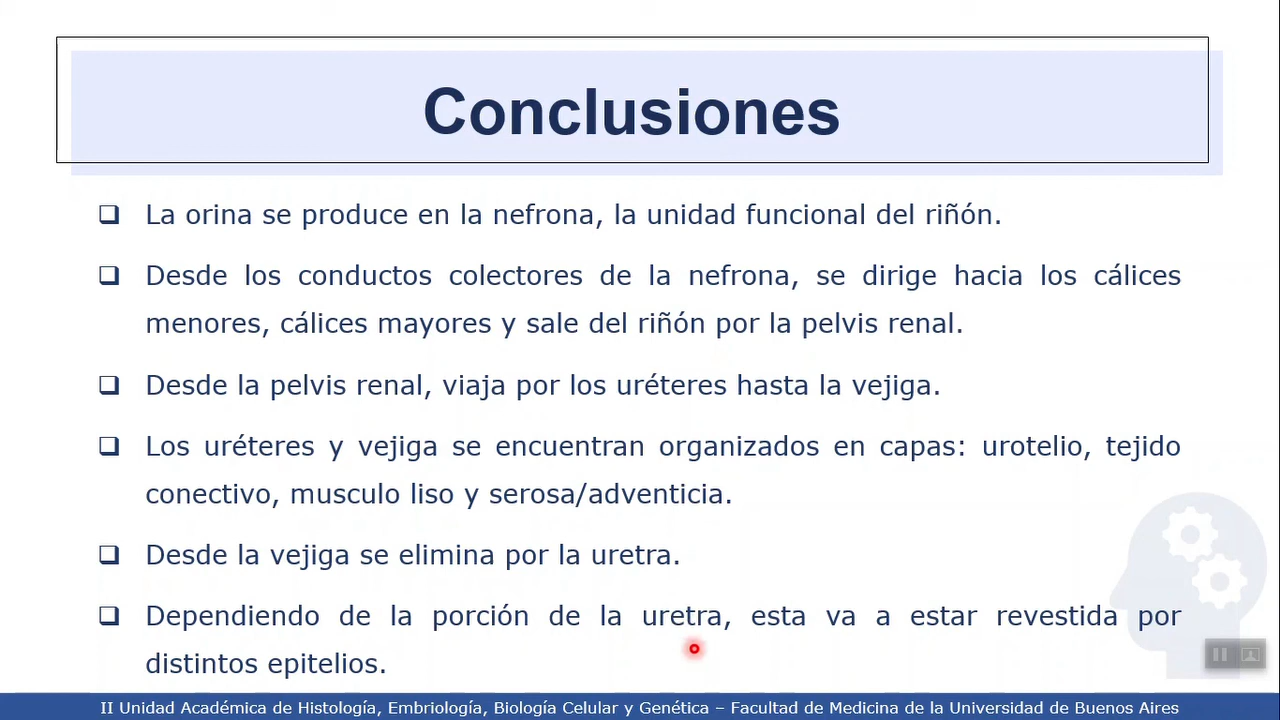 Conclusiones
La orina se produce en la nefrona, la unidad funcional del riñón.
Desde los conductos colectores de la nefrona, se dirige hacia los cálices
menores, cálices mayores y sale del riñón por la pelvis renal.
Desde la pelvis renal, viaja por los uréteres hasta la vejiga.
Los uréteres y vejiga se encuentran organizados en capas: urotelio, tejido
conectivo, musculo liso y serosa/adventicia.
Desde la vejiga se elimina por la uretra.
Dependiendo de la porción de la uretra, esta va a estar revestida por
distintos epitelios.
II Unidad Académica de Histología, Embriología, Biología Celular y Genética – Facultad de Medicina de la Universidad de Buenos Aires